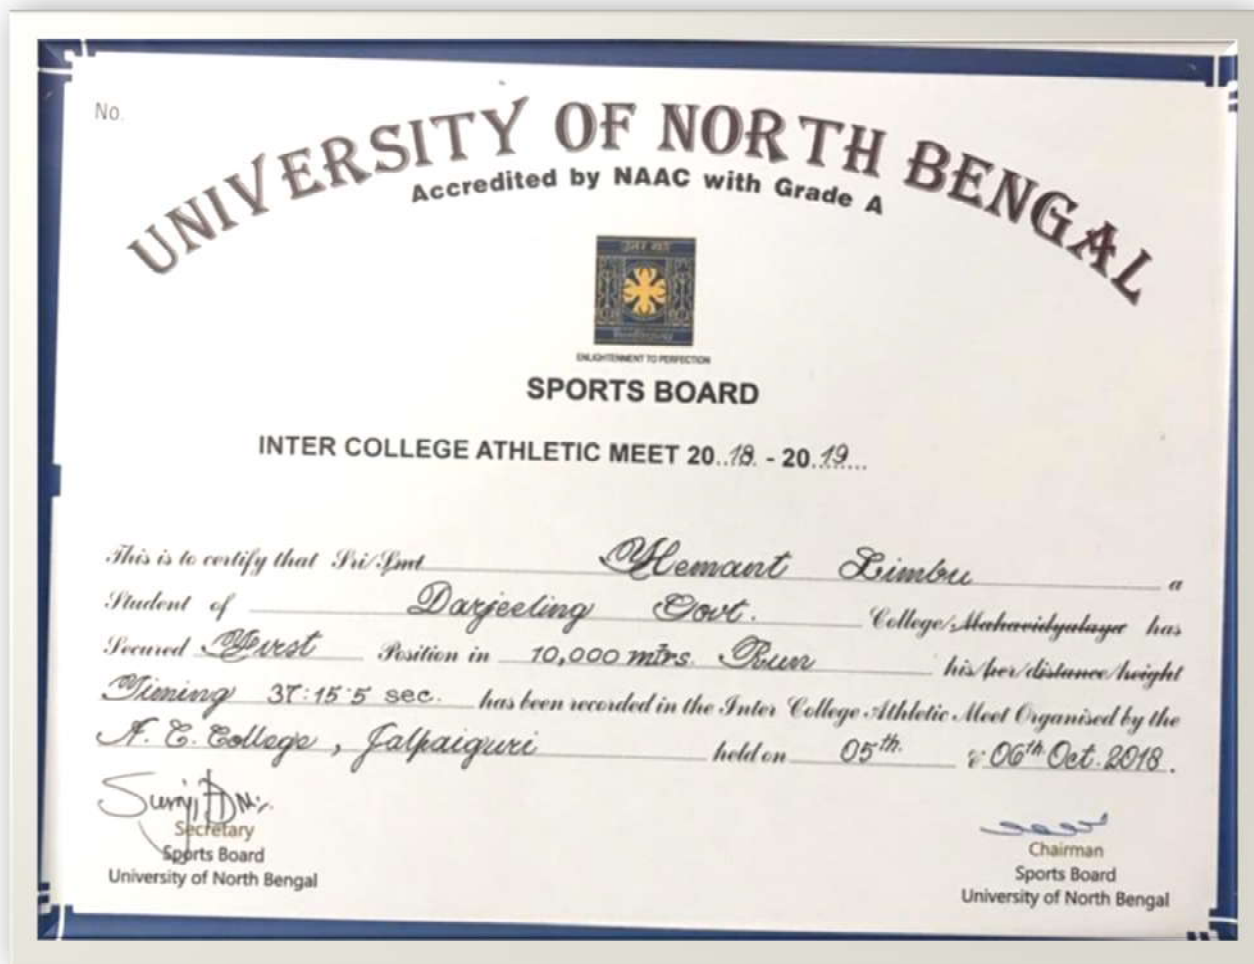 No.
UNIVERSITY OF NORTH BENGAL
Accredited by NAAC with Grade A
ENLIGHTENMENT TO PERFECTION
SPORTS BOARD
INTER COLLEGE ATHLETIC MEET 20..18. - 20.19...
This is to certify that Sri/Smt Hemant Limbu a
Student of Darjeeling Govt. College/Mahavidyalaya has
Secured First Position in 10,000 mtrs. Run his/her/distance/height
Timing 37:15:5 sec. has been recorded in the Inter College Athletic Meet Organised by the
A. C. College, Jalpaiguri held on 05th. & 06th Oct. 2018.
Secretary
Sports Board
University of North Bengal
Chairman
Sports Board
University of North Bengal